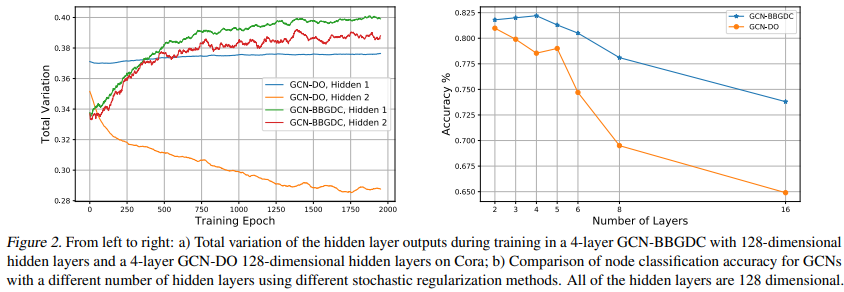 0.40
0.38
0.36
0.34
0.32
0.30
0.28
Total Variation
0 250 500 750 1000 1250 1500 1750 2000
Training Epoch
GCN-DO, Hidden 1
GCN-DO, Hidden 2
GCN-BBGDC, Hidden 1
GCN-BBGDC, Hidden 2
0.825
0.800
0.775
0.750
0.725
0.700
0.675
0.650
Accuracy %
2 3 4 5 6 8 16
Number of Layers
GCN-BBGDC
GCN-DO
Figure 2. From left to right: a) Total variation of the hidden layer outputs during training in a 4-layer GCN-BBGDC with 128-dimensional
hidden layers and a 4-layer GCN-DO 128-dimensional hidden layers on Cora; b) Comparison of node classification accuracy for GCNs
with a different number of hidden layers using different stochastic regularization methods. All of the hidden layers are 128 dimensional.